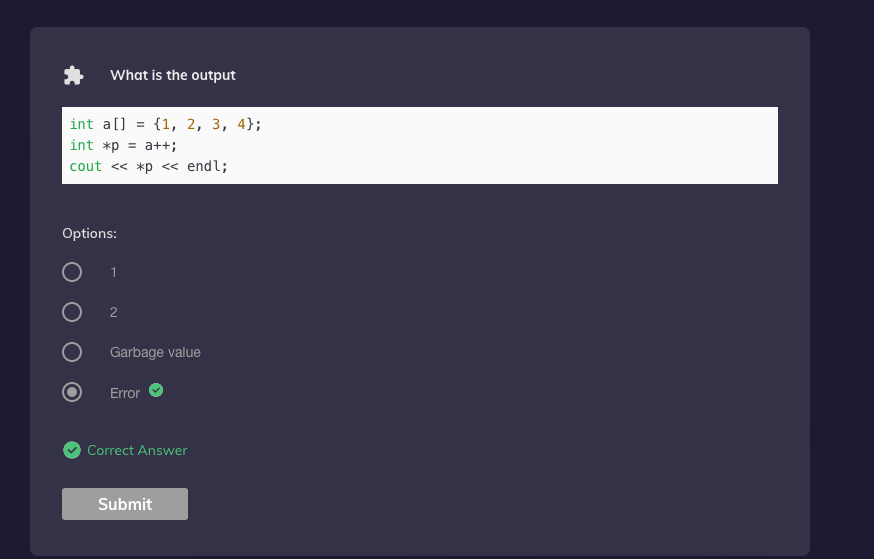 What is the output
int a[] = {1, 2, 3, 4};
int *p = a++;
cout << *p << endl;
Options:
1
2
Garbage value
Error
Correct Answer
Submit